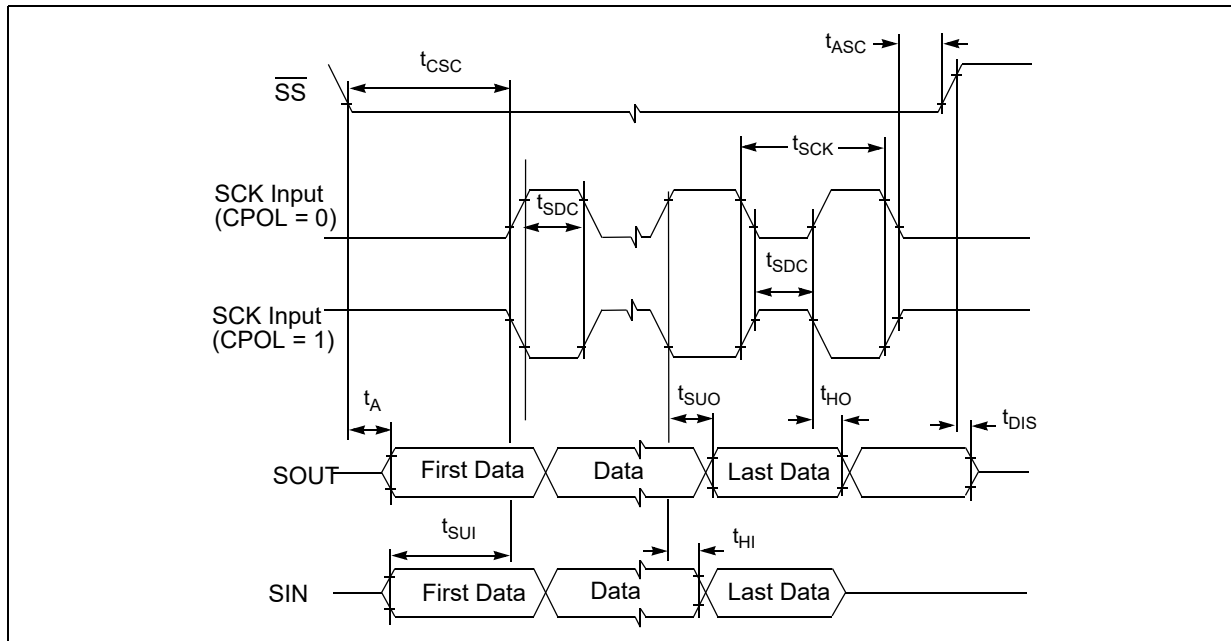 tASC
tCSC
SS
tSCK
SCK Input
(CPOL = 0)
tSDC
tSDC
SCK Input
(CPOL = 1)
tSUO
tHO
tA
tDIS
SOUT
First Data
Data
Last Data
tSUI
tHI
SIN
First Data
Data
Last Data